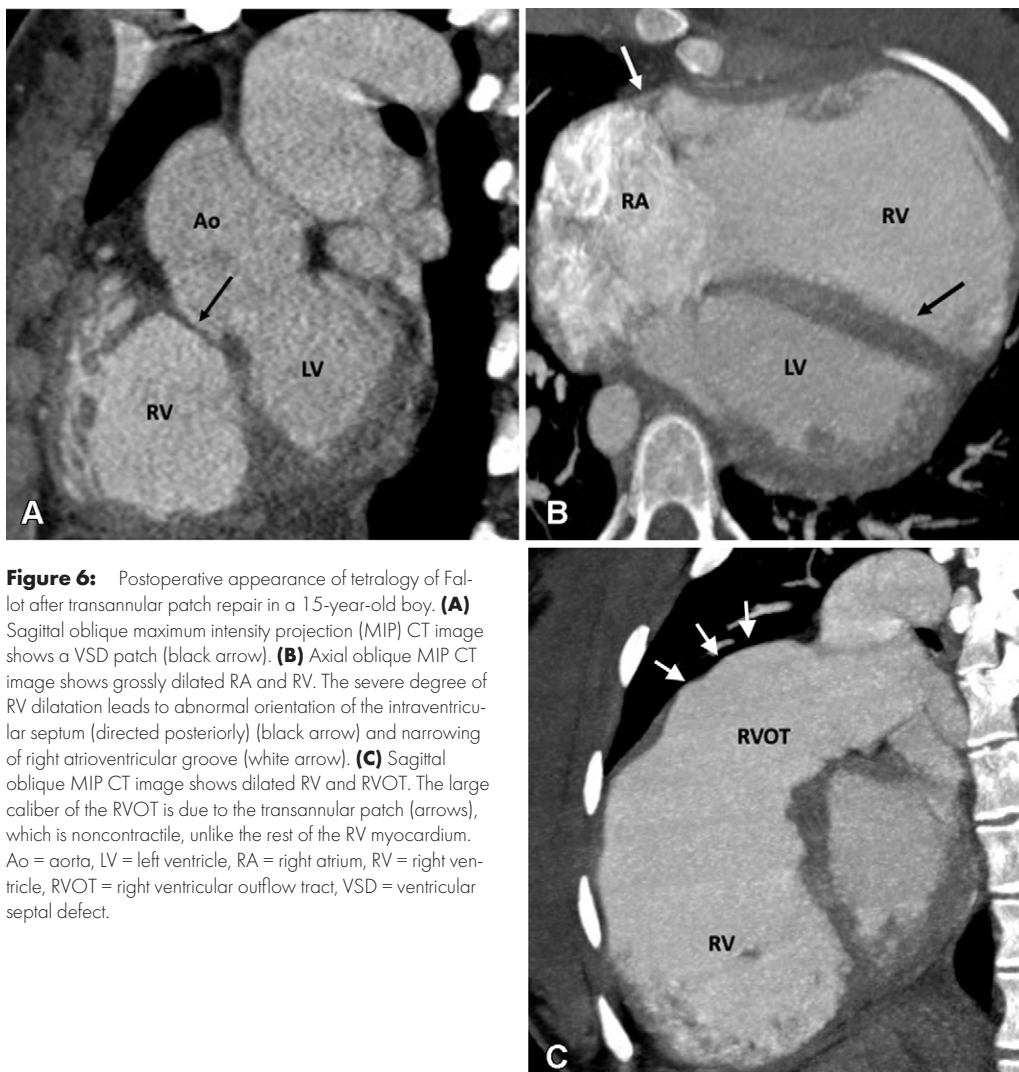 Ao
RV
LV
A
RA
RV
LV
B
Figure 6: Postoperative appearance of tetralogy of Fal-
lot after transannular patch repair in a 15-year-old boy. (A)
Sagittal oblique maximum intensity projection (MIP) CT image
shows a VSD patch (black arrow). (B) Axial oblique MIP CT
image shows grossly dilated RA and RV. The severe degree of
RV dilatation leads to abnormal orientation of the intraventricu-
lar septum (directed posteriorly) (black arrow) and narrowing
of right atrioventricular groove (white arrow). (C) Sagittal
oblique MIP CT image shows dilated RV and RVOT. The large
caliber of the RVOT is due to the transannular patch (arrows),
which is noncontractile, unlike the rest of the RV myocardium.
Ao = aorta, LV = left ventricle, RA = right atrium, RV = right ven-
tricle, RVOT = right ventricular outflow tract, VSD = ventricular
septal defect.
RVOT
RV
C